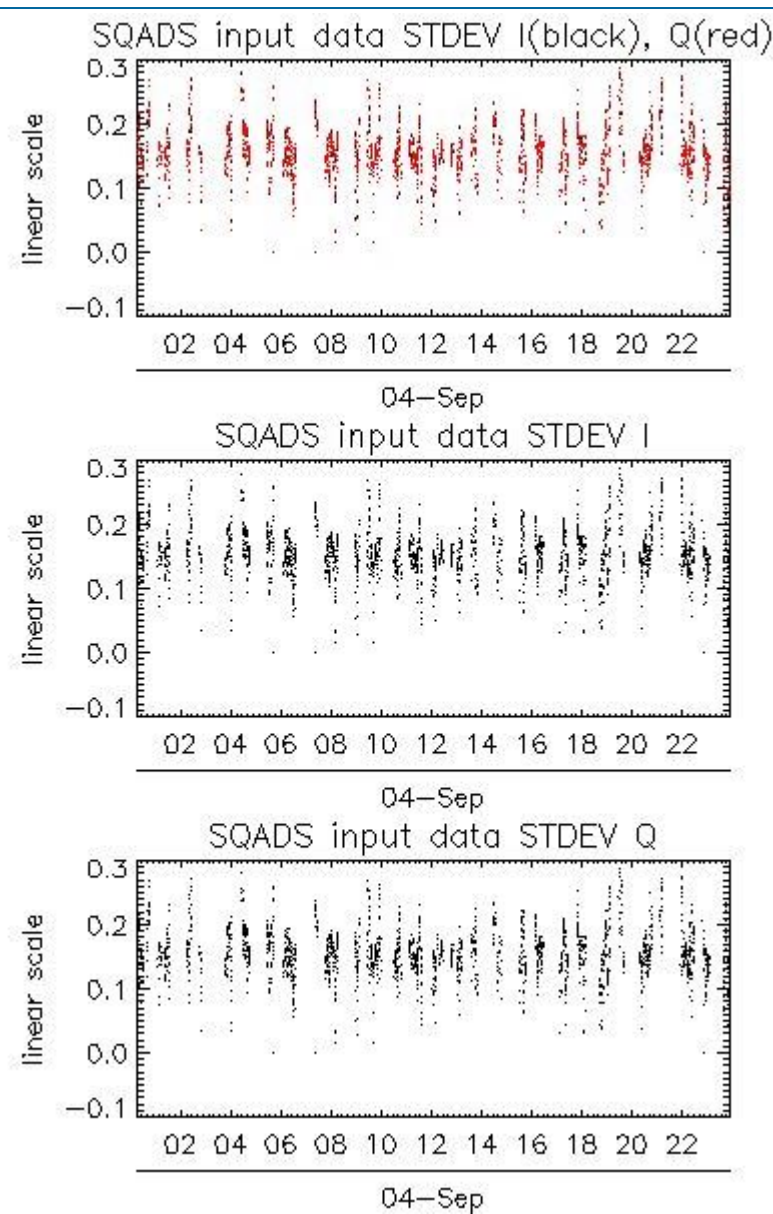 SQADS input data STDEV I(black), Q(red)
0.3
0.2
0.1
0.0
−0.1
linear scale
02 04 06 08 10 12 14 16 18 20 22
04−Sep
SQADS input data STDEV I
0.3
0.2
0.1
0.0
−0.1
linear scale
02 04 06 08 10 12 14 16 18 20 22
04−Sep
SQADS input data STDEV Q
0.3
0.2
0.1
0.0
−0.1
linear scale
02 04 06 08 10 12 14 16 18 20 22
04−Sep